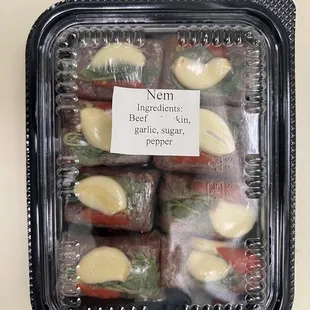 Nem
Ingredients:
Beef
garlic, sugar,
pepper